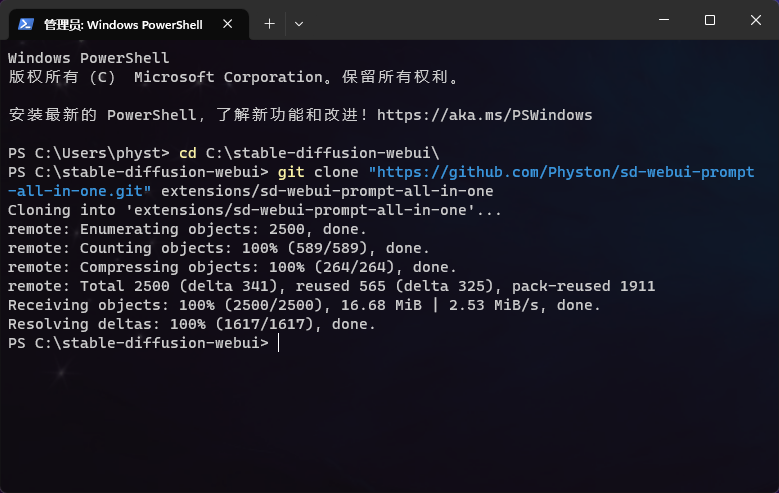 管理员: Windows PowerShell
Windows PowerShell
版权所有 (C)  Microsoft Corporation。保留所有权利。
安装最新的 PowerShell，了解新功能和改进！https://aka.ms/PSWindows
PS C:\Users\physt> cd C:\stable-diffusion-webui\
PS C:\stable-diffusion-webui> git clone "https://github.com/Physton/sd-webui-prompt
-all-in-one.git" extensions/sd-webui-prompt-all-in-one
Cloning into 'extensions/sd-webui-prompt-all-in-one'...
remote: Enumerating objects: 2500, done.
remote: Counting objects: 100% (589/589), done.
remote: Compressing objects: 100% (264/264), done.
remote: Total 2500 (delta 341), reused 565 (delta 325), pack-reused 1911
Receiving objects: 100% (2500/2500), 16.68 MiB | 2.53 MiB/s, done.
Resolving deltas: 100% (1617/1617), done.
PS C:\stable-diffusion-webui>